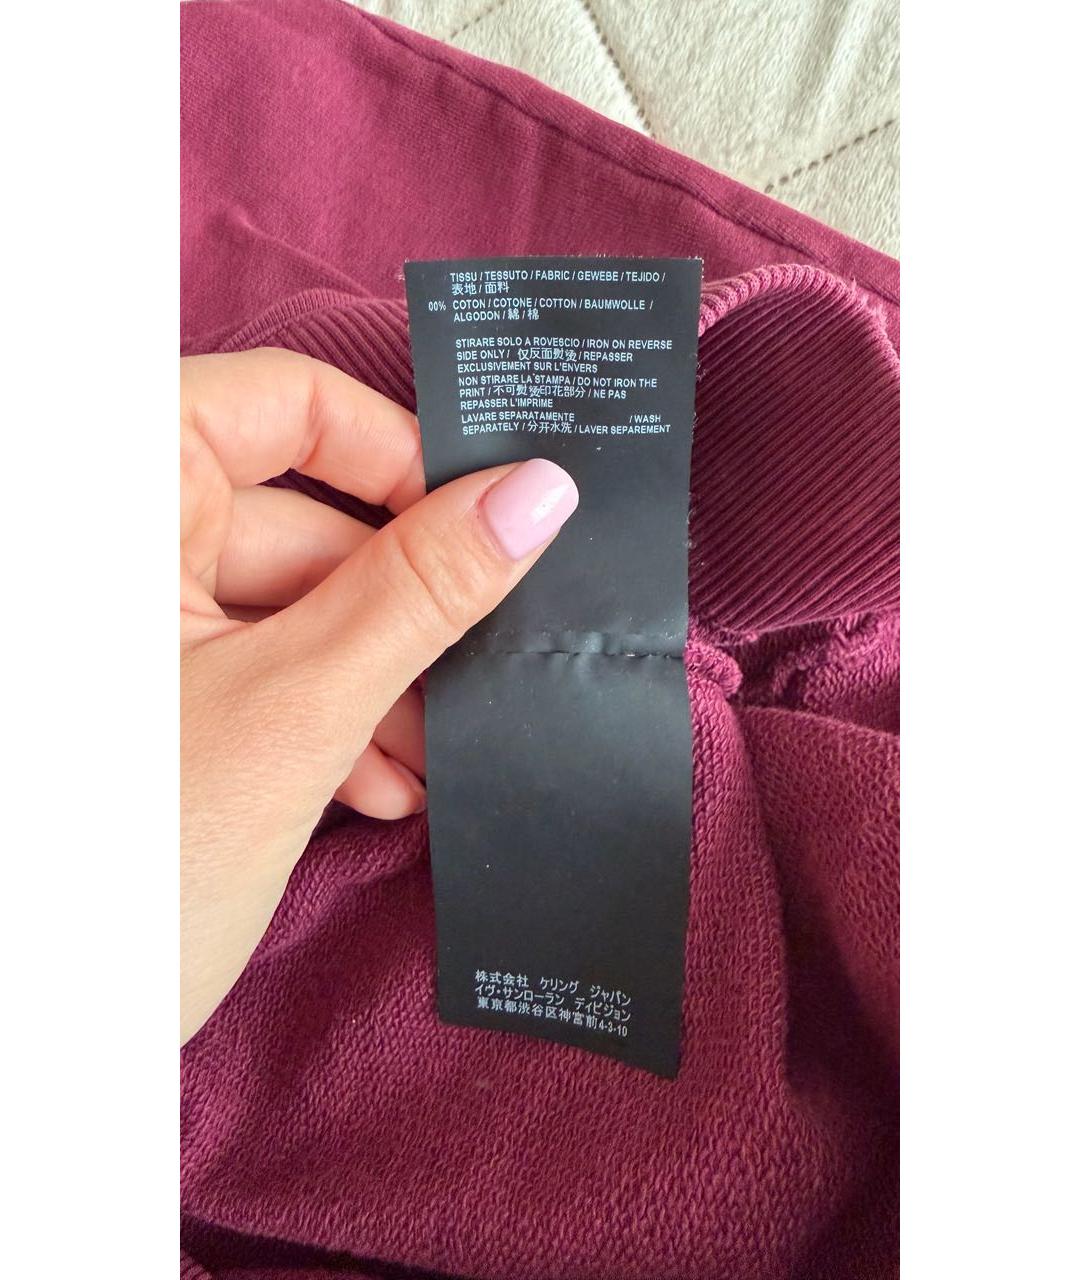 TISSU / TESSUTO / FABRIC / GEWEBE / TEJIDO /
表地 / 面料
00% COTON / COTONE / COTTON / BAUMWOLLE /
ALGODON / 綿 / 棉
STIRARE SOLO A ROVESCIO / IRON ON REVERSE
SIDE ONLY / 仅反面熨烫 / REPASSER
EXCLUSIVEMENT SUR L'ENVERS
NON STIRARE LA STAMPA / DO NOT IRON THE
PRINT / 不可熨烫印花部分 / NE PAS
REPASSER L'IMPRIME
LAVARE SEPARATAMENTE / WASH
SEPARATELY / 分开水洗 / LAVER SEPAREMENT
株式会社 ケリング ジャパン
イヴ・サンローラン ディビジョン
東京都渋谷区神宮前4-3-10